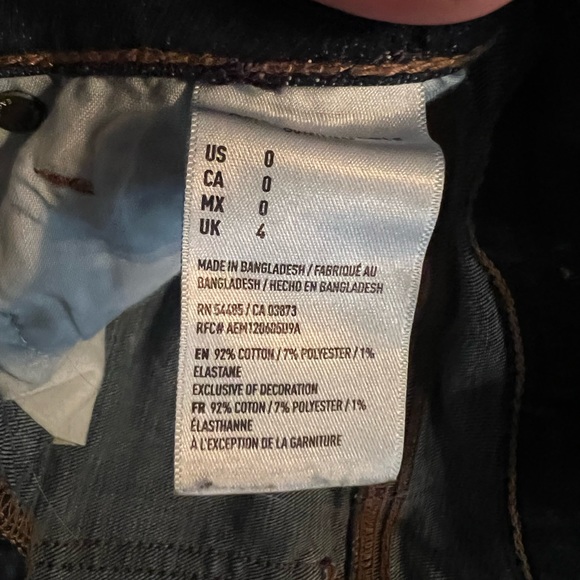 US 0
CA 0
MX 0
UK 4
MADE IN BANGLADESH / FABRIQUÉ AU
BANGLADESH / HECHO EN BANGLADESH
RN 54485 / CA 03873
RFC# AEM120605U9A
EN 92% COTTON / 7% POLYESTER / 1%
ELASTANE
EXCLUSIVE OF DECORATION
FR 92% COTON / 7% POLYESTER / 1%
ÉLASTHANNE
À L'EXCEPTION DE LA GARNITURE